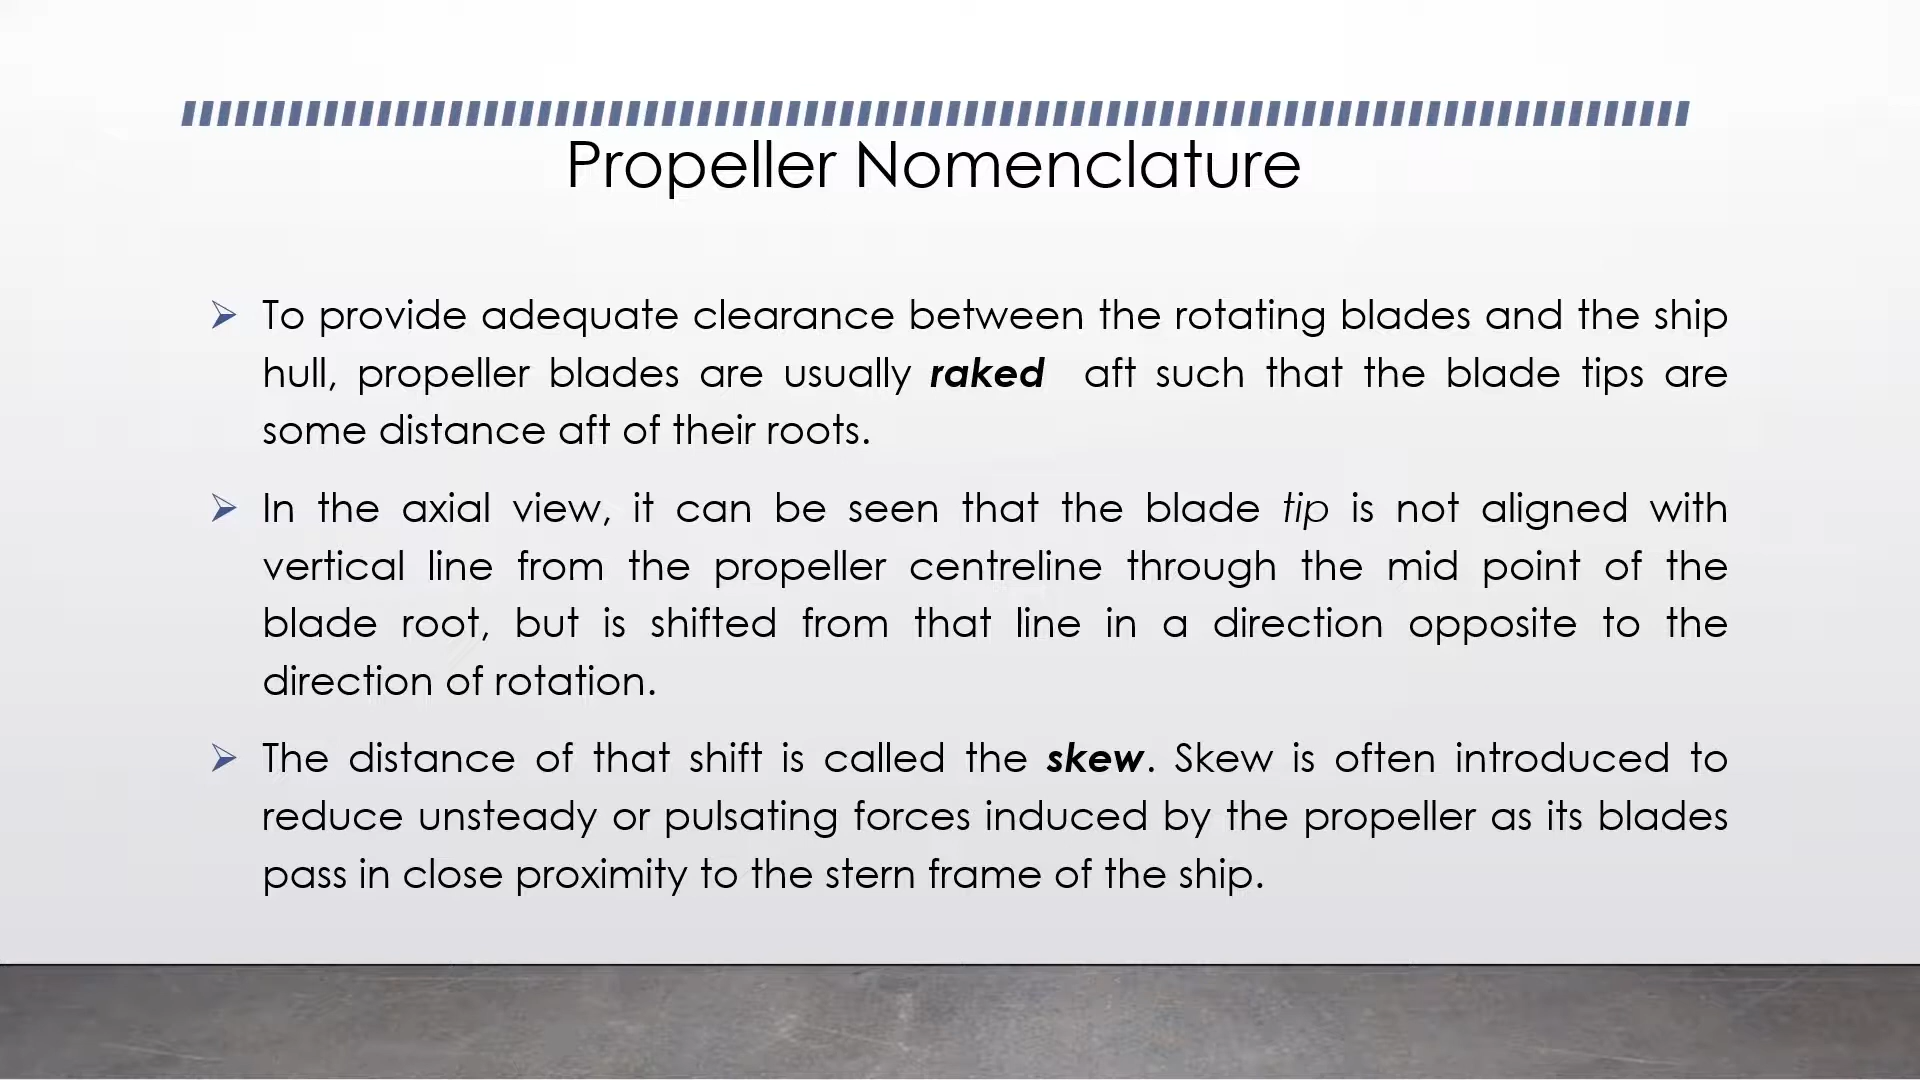 Propeller Nomenclature
To provide adequate clearance between the rotating blades and the ship
hull, propeller blades are usually raked aft such that the blade tips are
some distance aft of their roots.
In the axial view, it can be seen that the blade tip is not aligned with
vertical line from the propeller centreline through the mid point of the
blade root, but is shifted from that line in a direction opposite to the
direction of rotation.
The distance of that shift is called the skew. Skew is often introduced to
reduce unsteady or pulsating forces induced by the propeller as its blades
pass in close proximity to the stern frame of the ship.